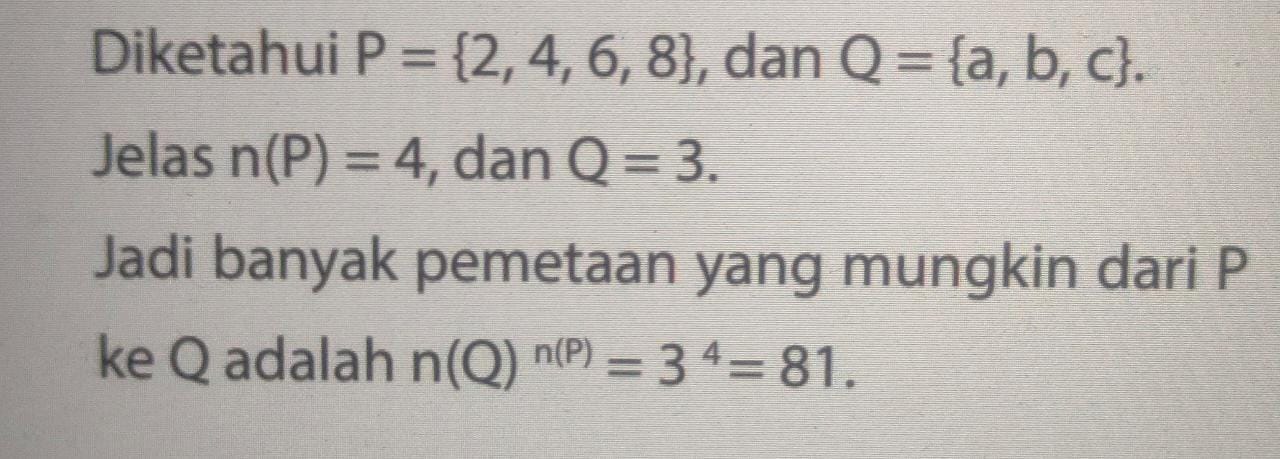 Diketahui P = {2, 4, 6, 8}, dan Q = {a, b, c}.
Jelas n(P) = 4, dan Q = 3.
Jadi banyak pemetaan yang mungkin dari P
ke Q adalah n(Q) ⁿ⁽ᴾ⁾ = 3 ⁴ = 81.